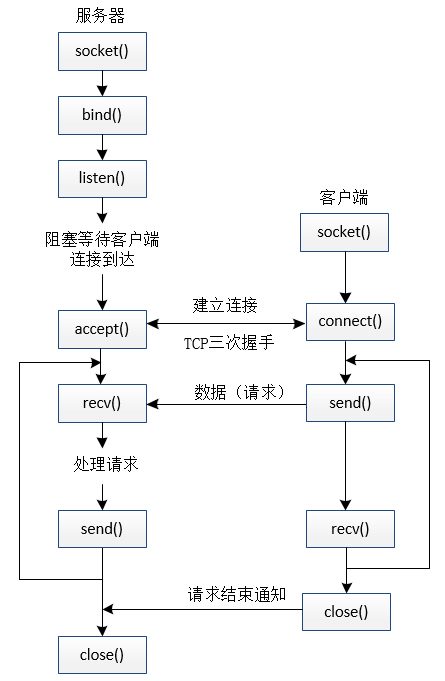 服务器
socket()
bind()
listen()
阻塞等待客户端
连接到达
accept()
recv()
处理请求
send()
close()
客户端
socket()
connect()
send()
recv()
close()
建立连接
TCP三次握手
数据（请求）
请求结束通知